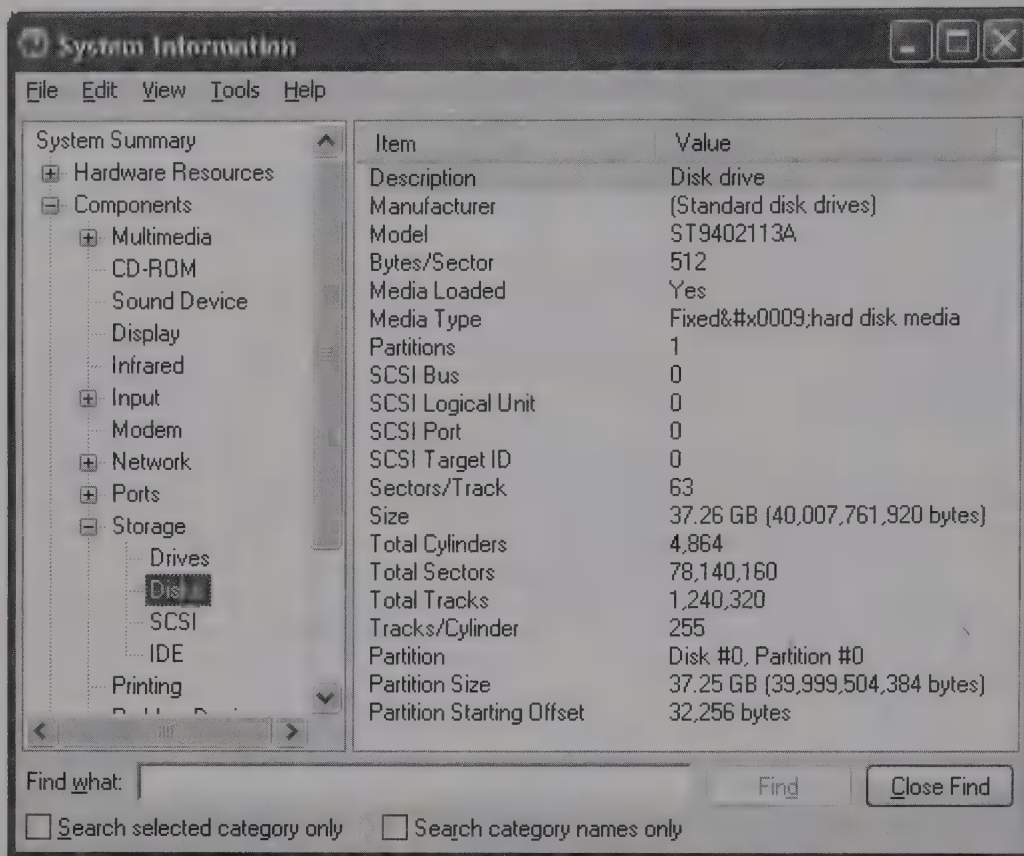 System Information
File Edit View Tools Help
System Summary
Hardware Resources
Components
Multimedia
CD-ROM
Sound Device
Display
Infrared
Input
Modem
Network
Ports
Storage
Drives
SCSI
IDE
Printing
Item Value
Description Disk drive
Manufacturer (Standard disk drives)
Model ST9402113A
Bytes/Sector 512
Media Loaded Yes
Media Type Fixed&#x0009;hard disk media
Partitions 1
SCSI Bus 0
SCSI Logical Unit 0
SCSI Port 0
SCSI Target ID 0
Sectors/Track 63
Size 37.26 GB (40,007,761,920 bytes)
Total Cylinders 4,864
Total Sectors 78,140,160
Total Tracks 1,240,320
Tracks/Cylinder 255
Partition Disk #0, Partition #0
Partition Size 37.25 GB (39,999,504,384 bytes)
Partition Starting Offset 32,256 bytes
Find what: Find Close Find
Search selected category only Search category names only